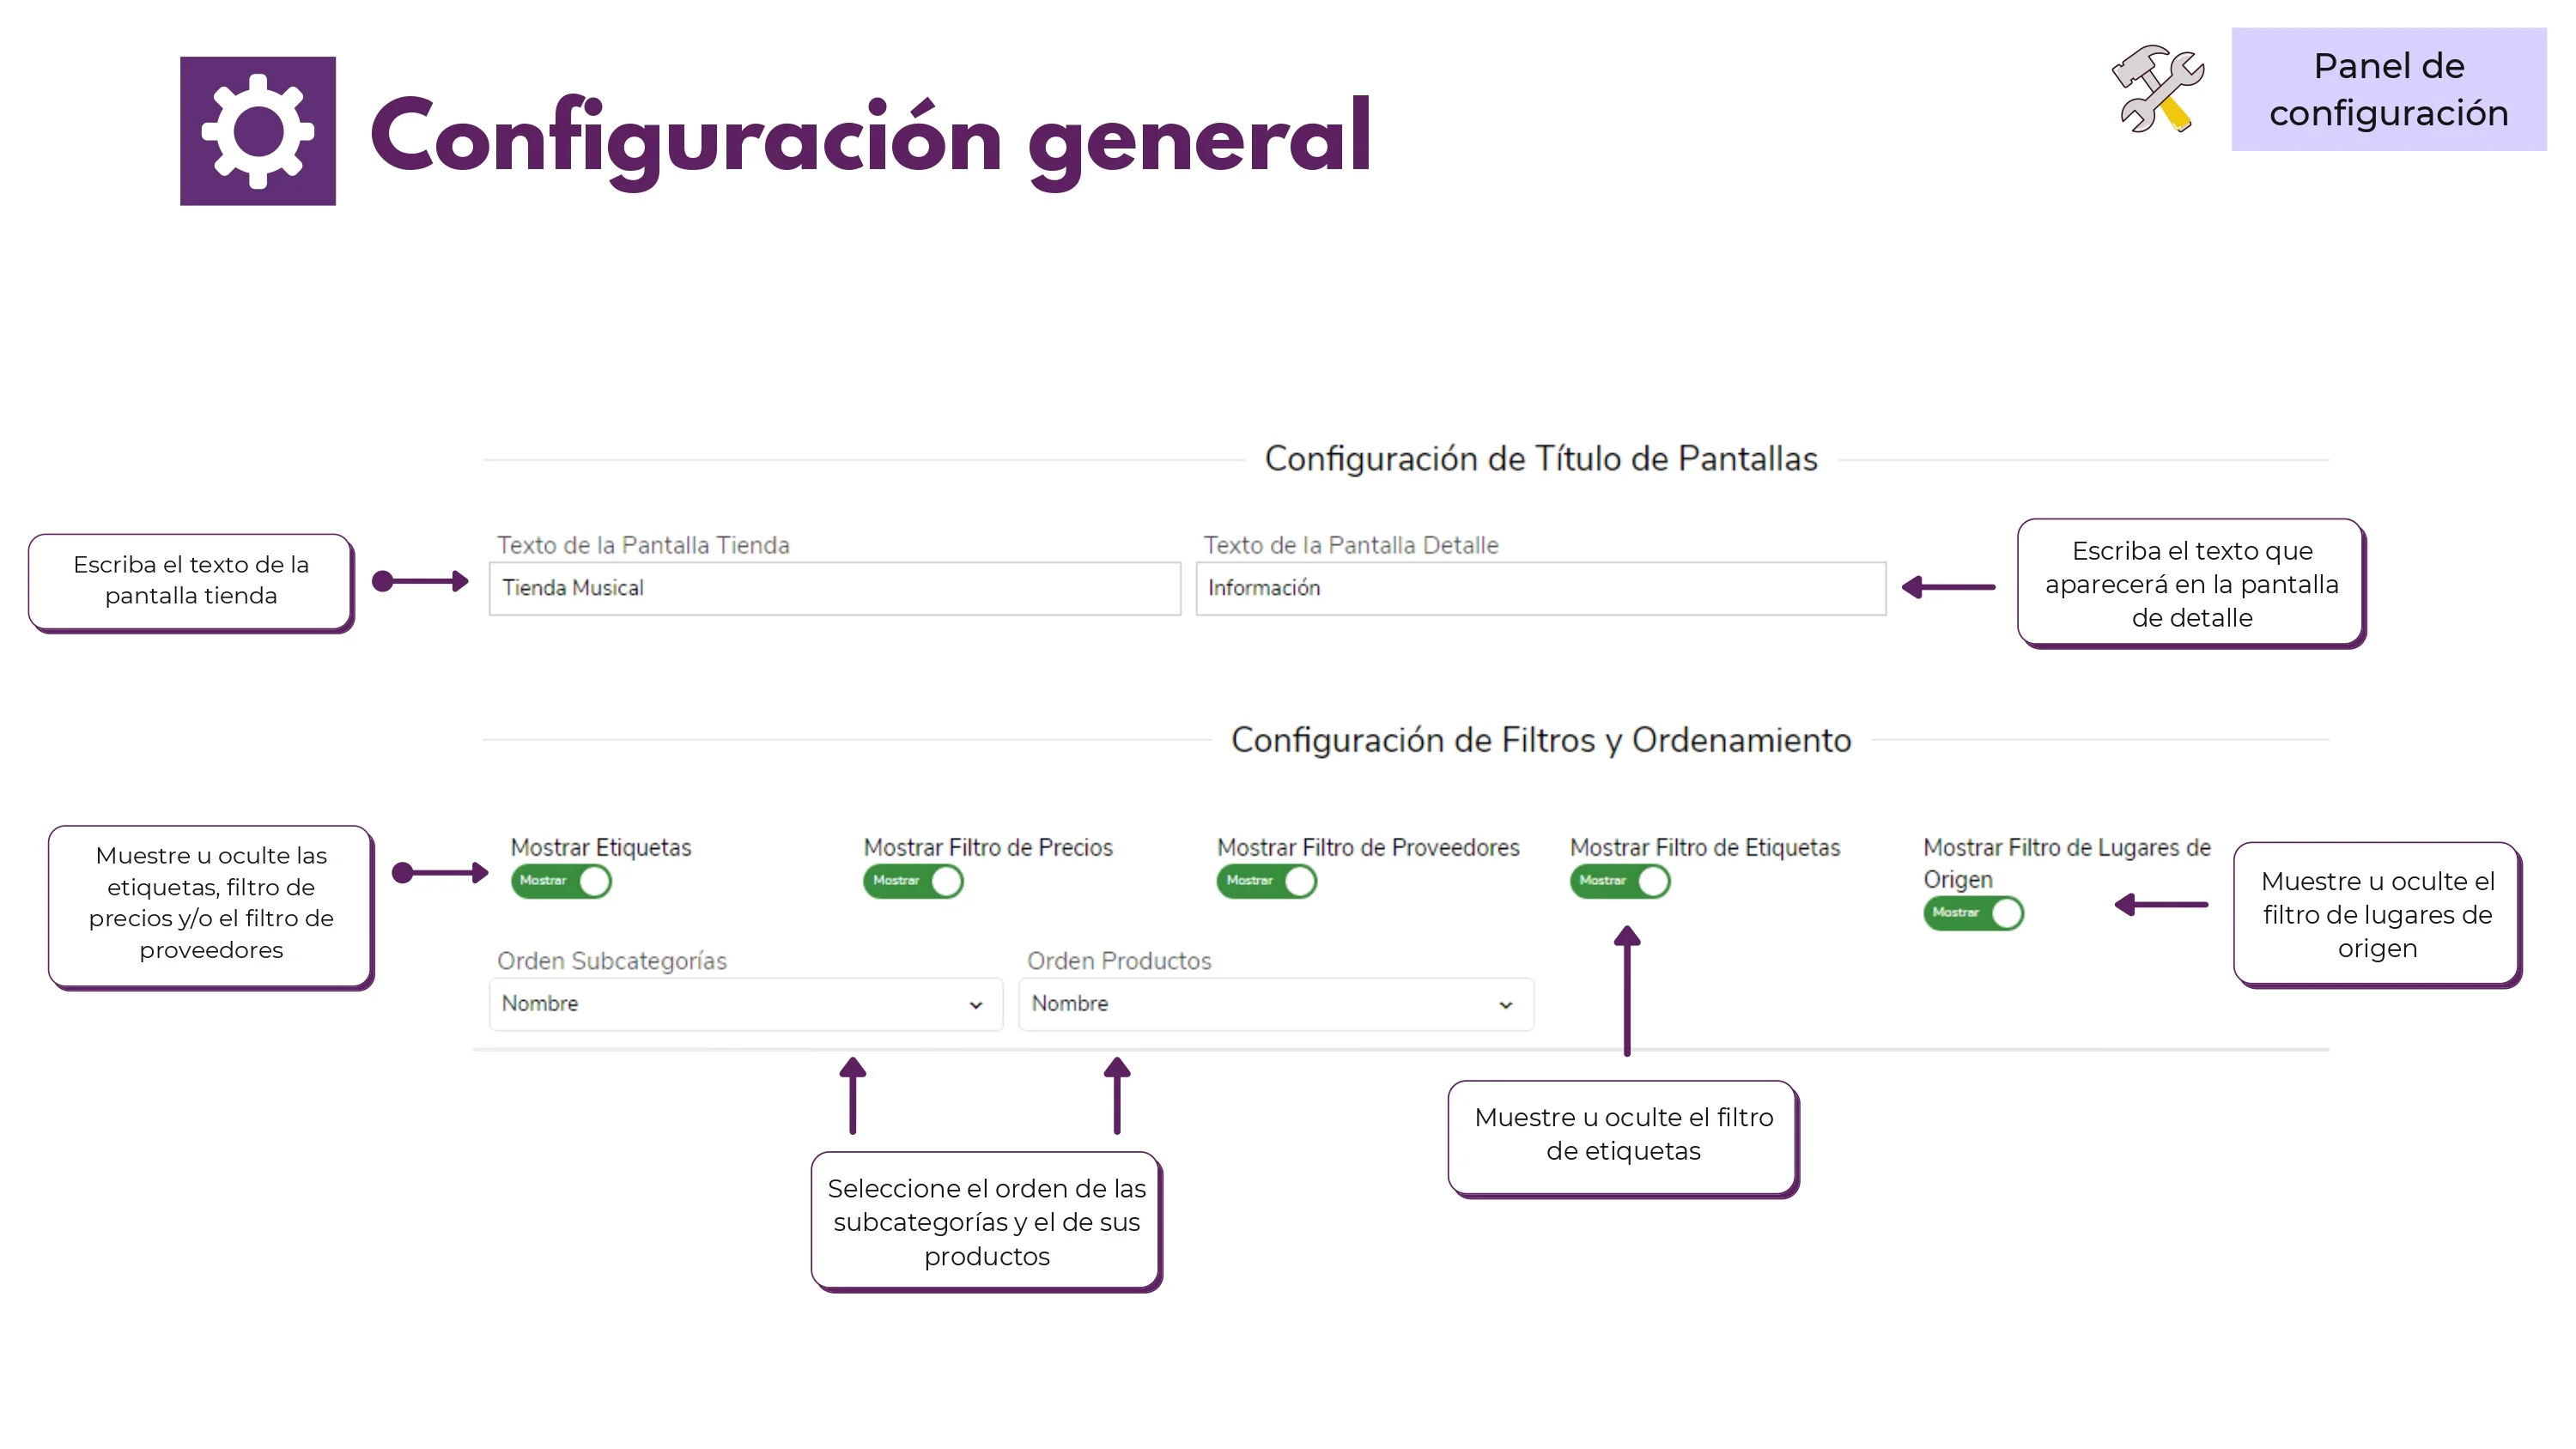 Configuración general
Panel de
configuración
Configuración de Título de Pantallas
Escriba el texto de la
pantalla tienda
Texto de la Pantalla Tienda
Tienda Musical
Texto de la Pantalla Detalle
Información
Escriba el texto que
aparecerá en la pantalla
de detalle
Configuración de Filtros y Ordenamiento
Muestre u oculte las
etiquetas, filtro de
precios y/o el filtro de
proveedores
Mostrar Etiquetas
Mostrar
Mostrar Filtro de Precios
Mostrar
Mostrar Filtro de Proveedores
Mostrar
Mostrar Filtro de Etiquetas
Mostrar
Mostrar Filtro de Lugares de
Origen
Mostrar
Muestre u oculte el
filtro de lugares de
origen
Orden Subcategorías
Nombre
Orden Productos
Nombre
Seleccione el orden de las
subcategorías y el de sus
productos
Muestre u oculte el filtro
de etiquetas